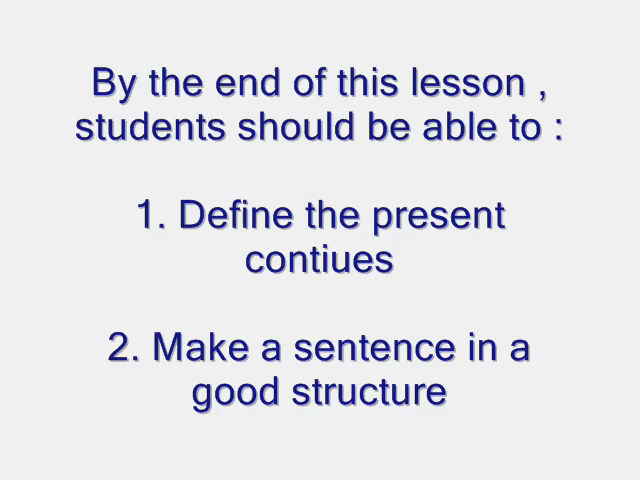 By the end of this lesson ,
students should be able to :
1. Define the present
contiues
2. Make a sentence in a
good structure